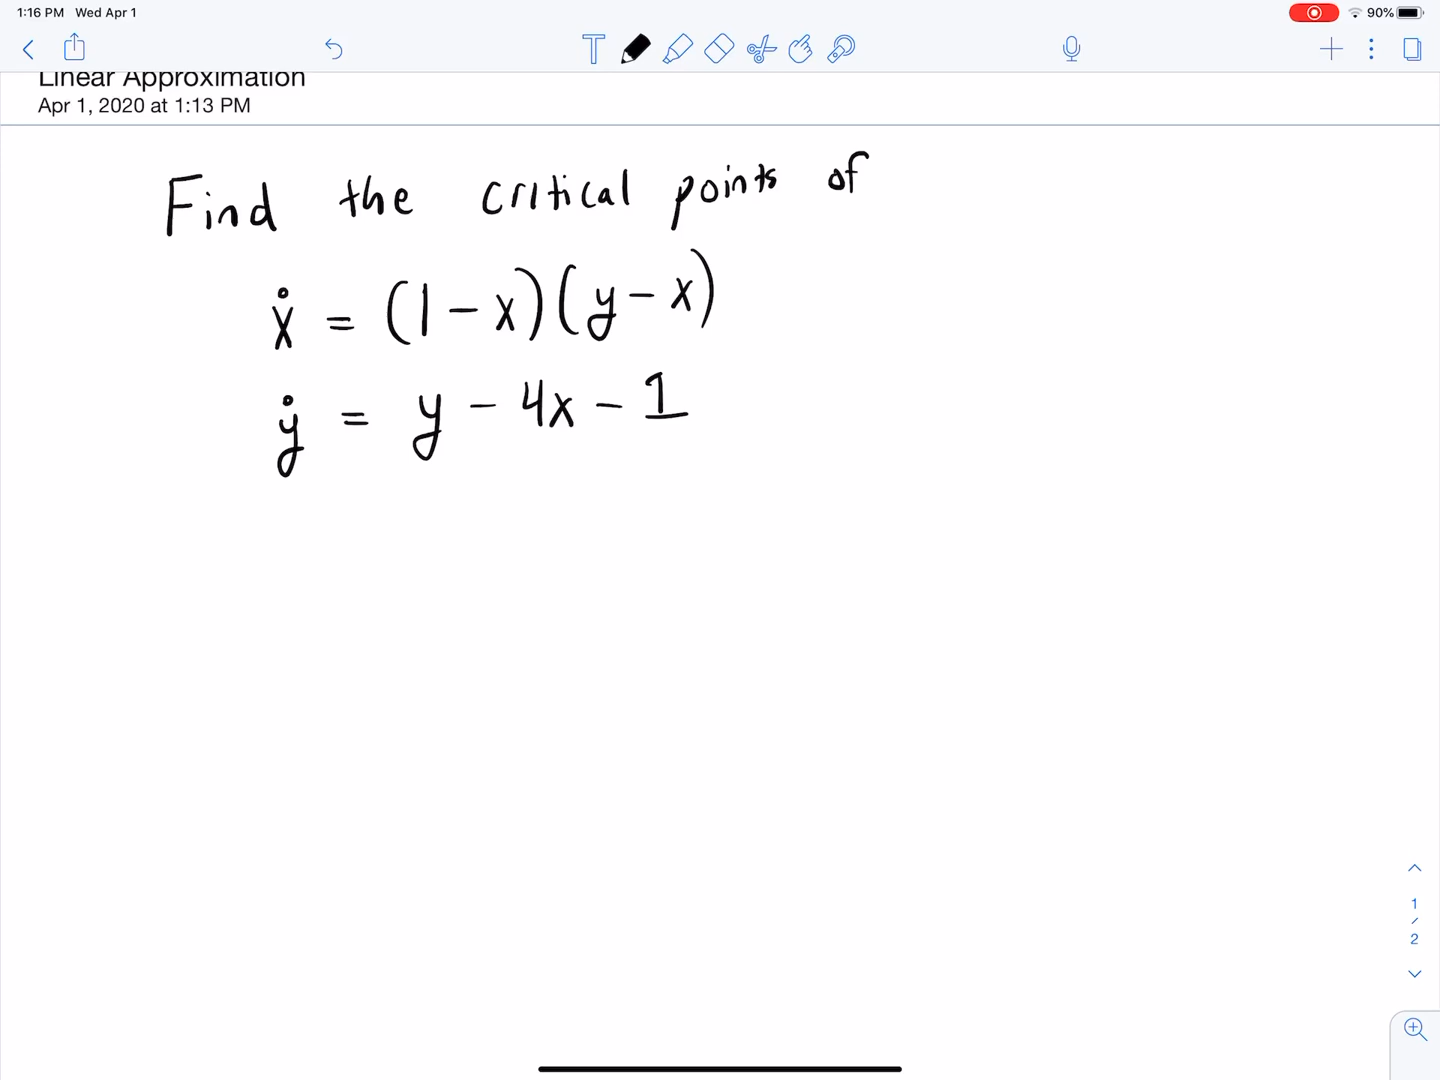 1:16 PM Wed Apr 1
90%
Linear Approximation
Apr 1, 2020 at 1:13 PM
Find the critical points of
ẋ = (1 - x)(y - x)
ẏ = y - 4x - 1
1
/
2